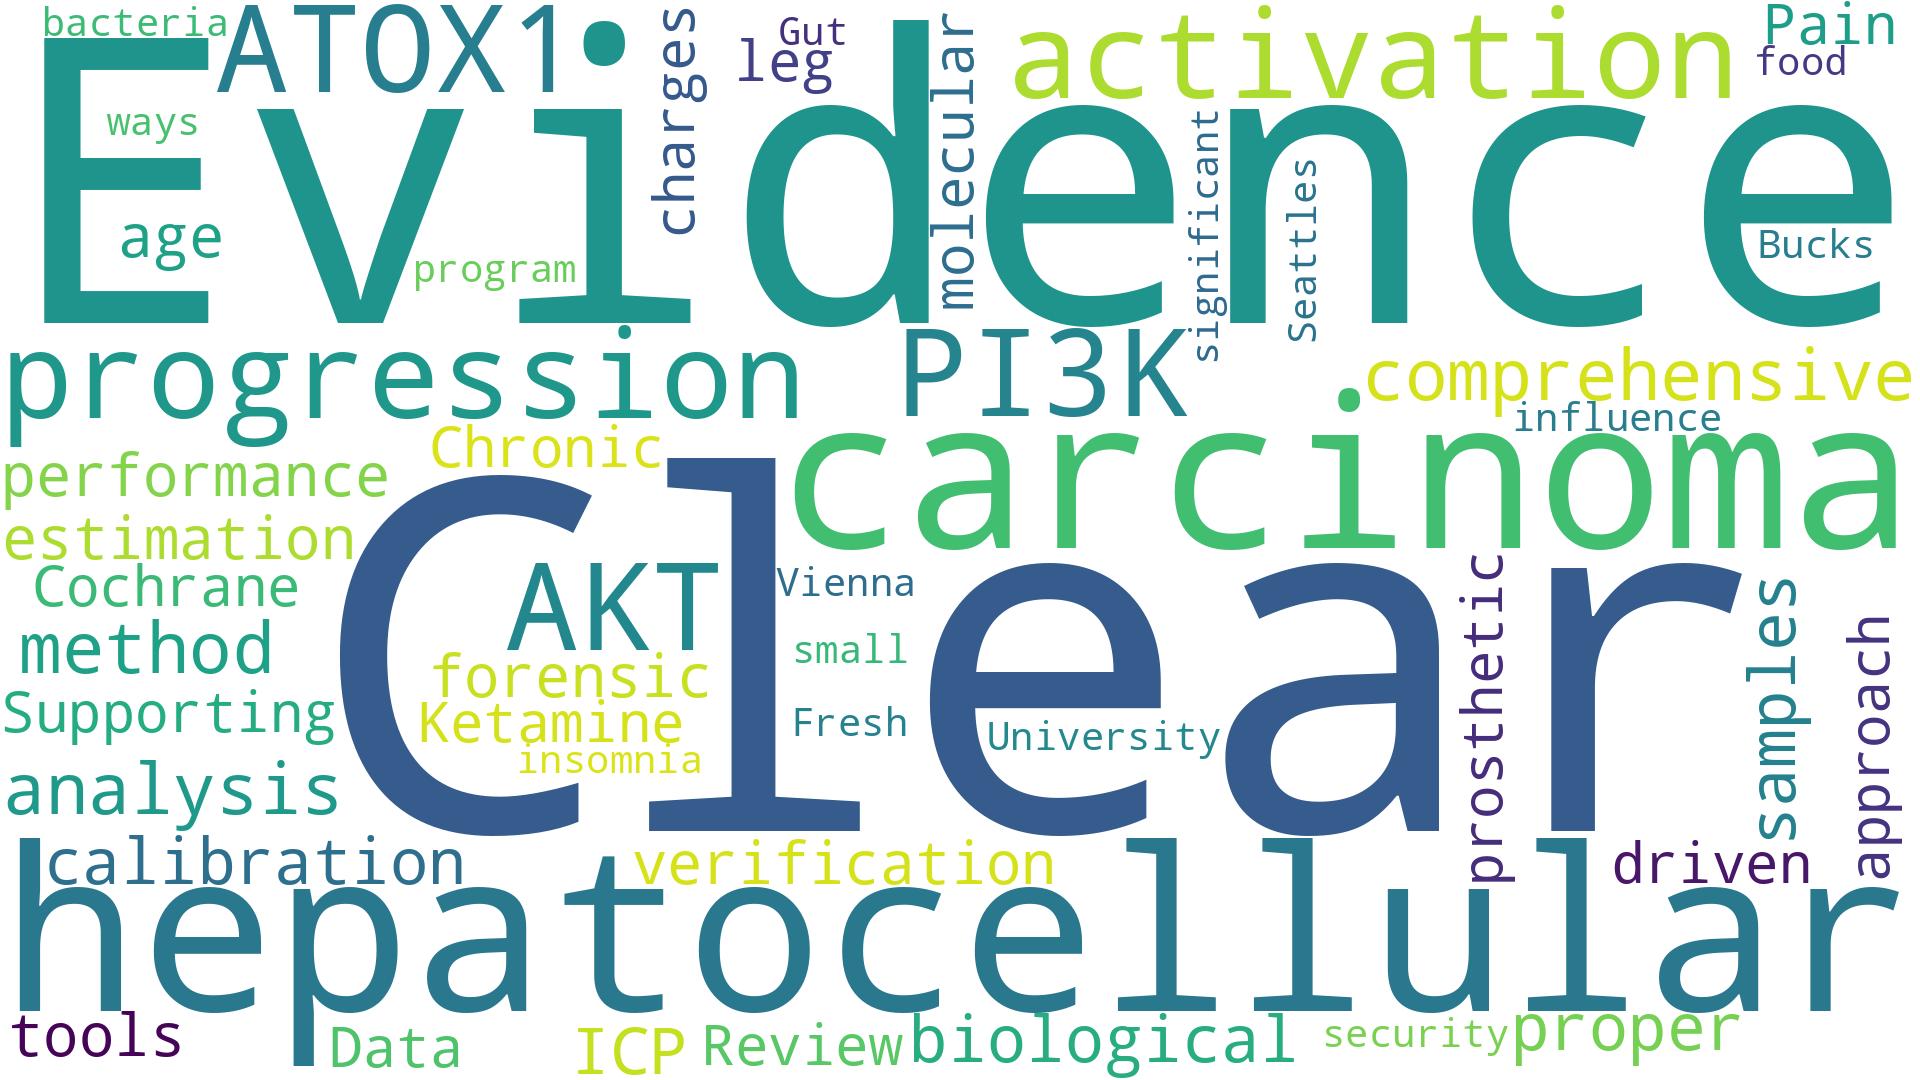 bacteria
ATOX1
charges
Gut
leg
molecular
activation
Pain
food
Evidence
ways
age
program
significant
Seattles
Bucks
progression
PI3K
comprehensive
influence
Chronic
carcinoma
performance
estimation
Cochrane
method
Supporting
analysis
Clear
AKT
forensic
Ketamine
insomnia
Vienna
small
Fresh
University
prosthetic
samples
approach
calibration
verification
driven
hepatocellular
tools
Data
ICP
Review
biological
security
proper